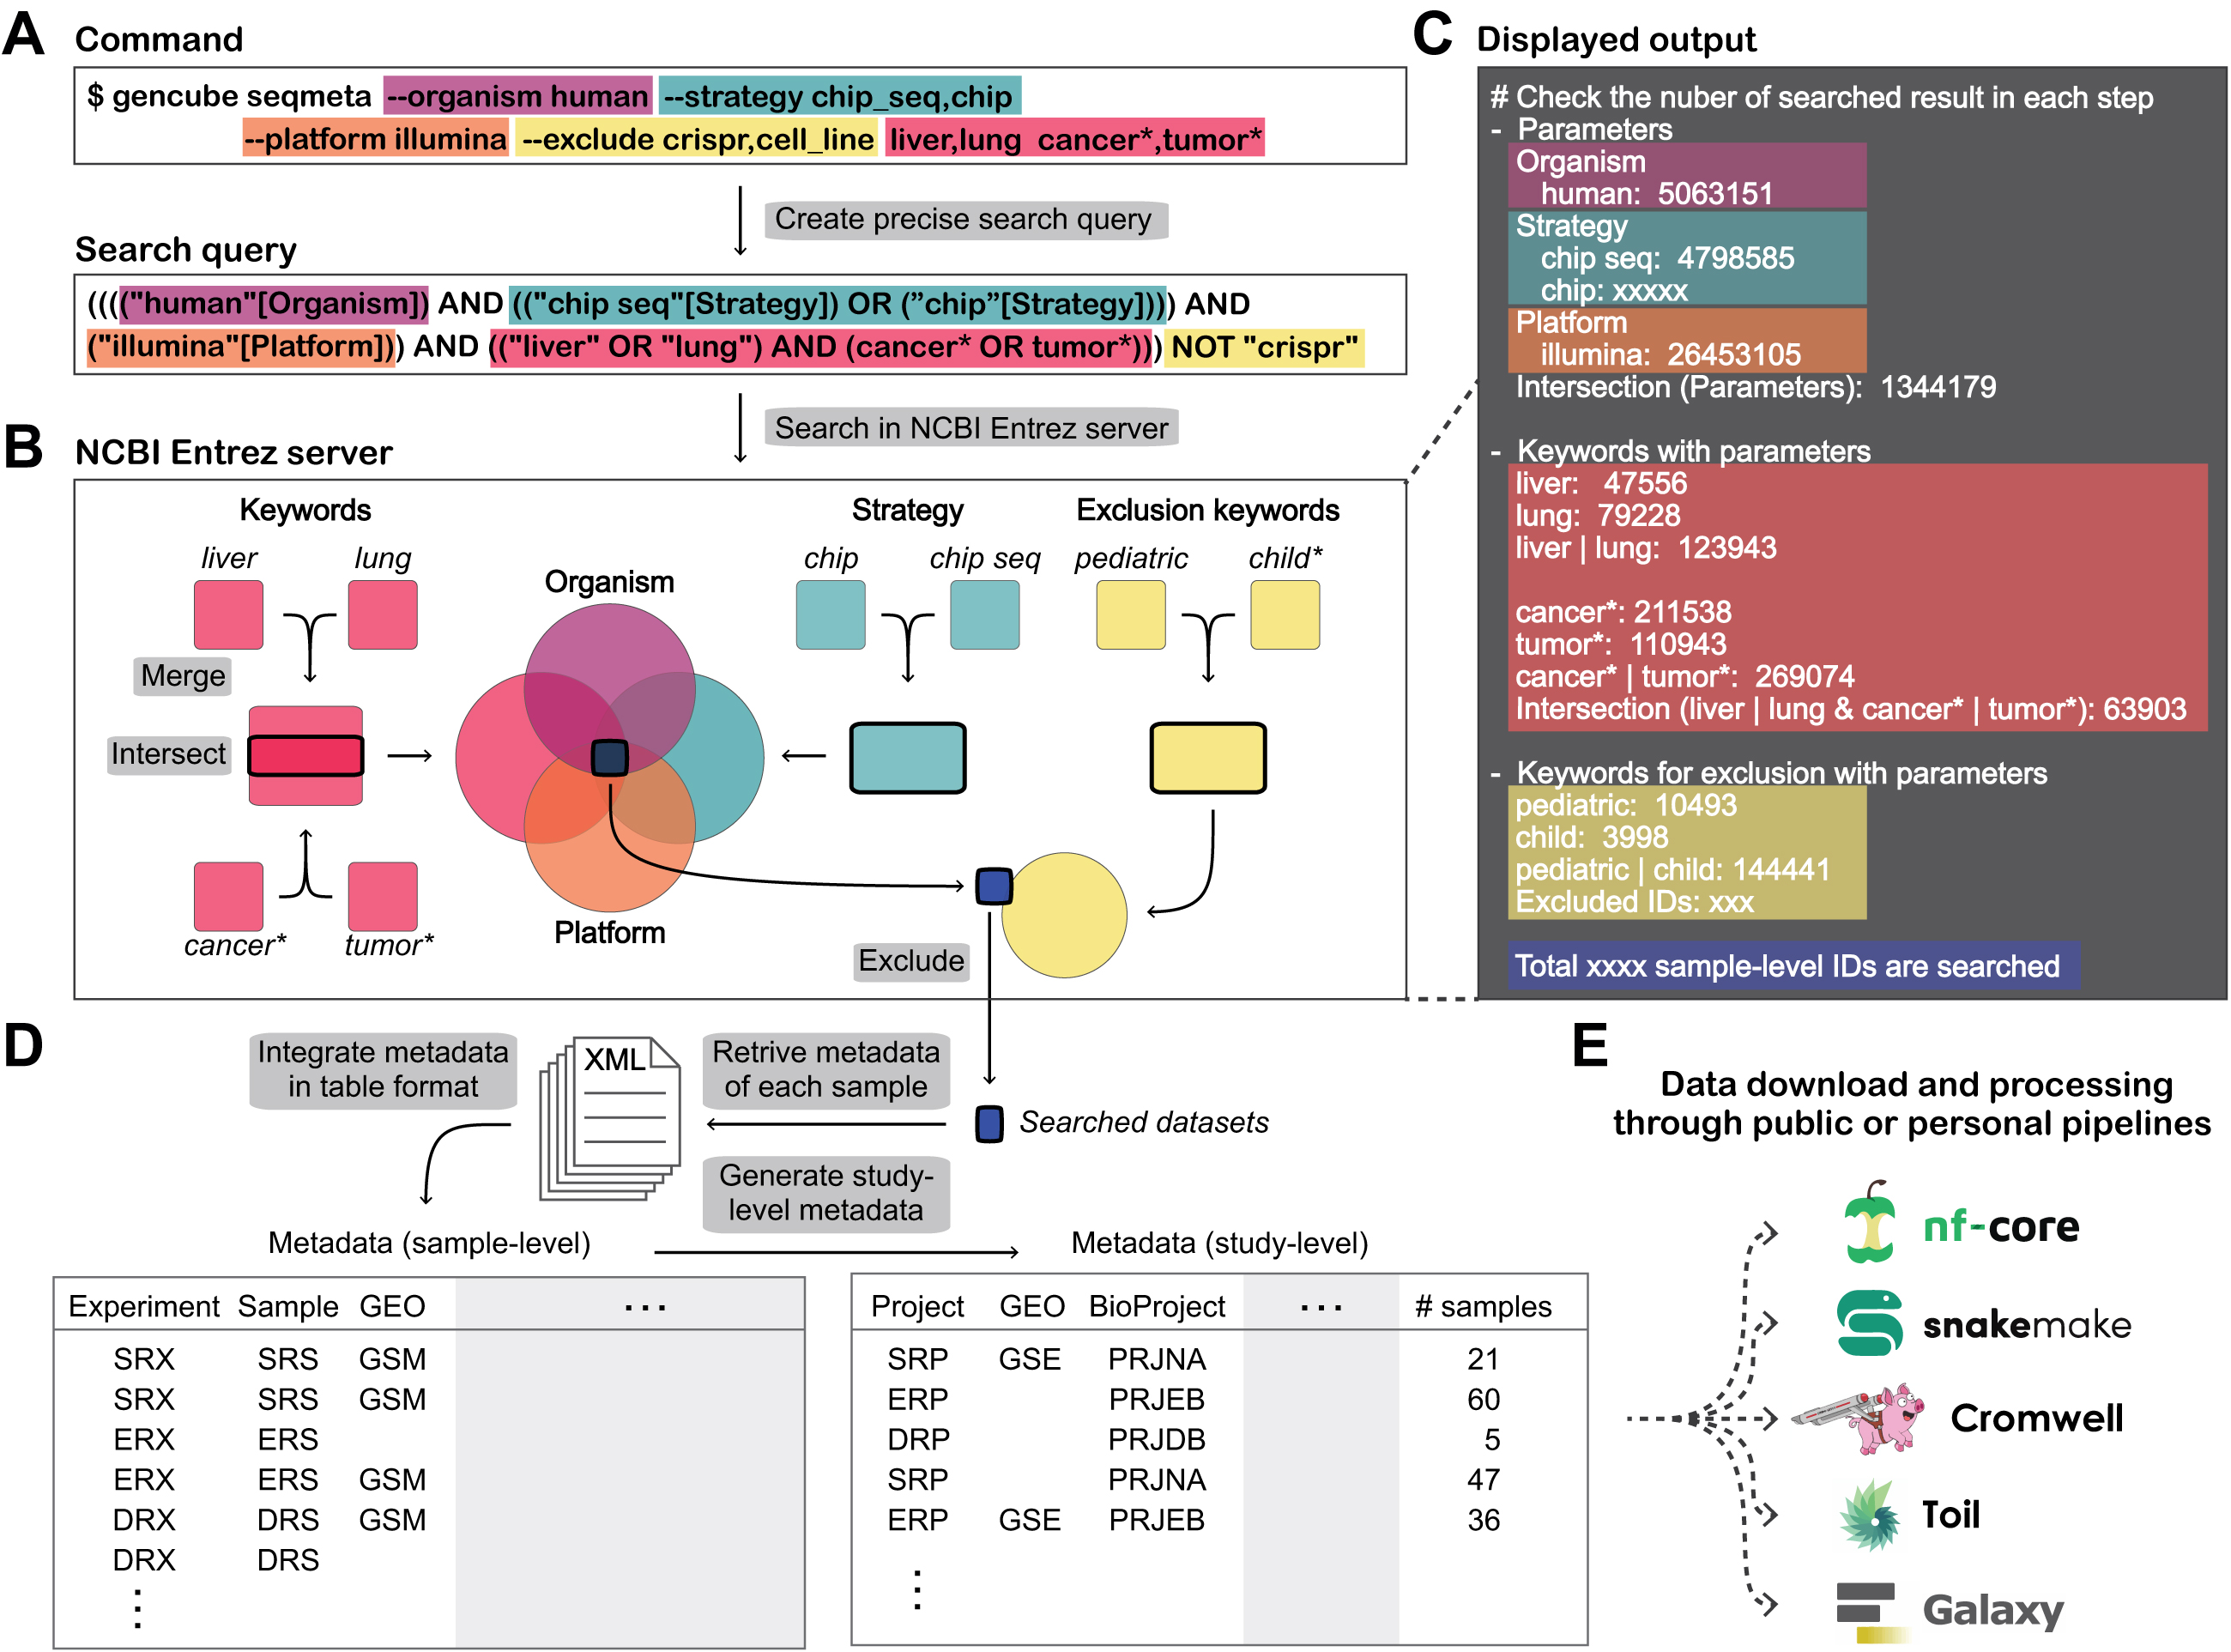 A
Command
$ gencube seqmeta --organism human --strategy chip_seq,chip
--platform illumina --exclude crispr,cell_line liver,lung cancer*,tumor*
Create precise search query
Search query
(((("human"[Organism]) AND (("chip seq"[Strategy]) OR (”chip”[Strategy]))) AND
("illumina"[Platform])) AND (("liver" OR "lung") AND (cancer* OR tumor*))) NOT "crispr"
Search in NCBI Entrez server
B
NCBI Entrez server
Keywords
liver
lung
Merge
Intersect
cancer*
tumor*
Organism
Platform
Strategy
chip
chip seq
Exclusion keywords
pediatric
child*
Exclude
C
Displayed output
# Check the nuber of searched result in each step
- Parameters
Organism
human: 5063151
Strategy
chip seq: 4798585
chip: xxxxx
Platform
illumina: 26453105
Intersection (Parameters): 1344179
- Keywords with parameters
liver: 47556
lung: 79228
liver | lung: 123943
cancer*: 211538
tumor*: 110943
cancer* | tumor*: 269074
Intersection (liver | lung & cancer* | tumor*): 63903
- Keywords for exclusion with parameters
pediatric: 10493
child: 3998
pediatric | child: 144441
Excluded IDs: xxx
Total xxxx sample-level IDs are searched
D
Integrate metadata
in table format
XML
Retrive metadata
of each sample
Searched datasets
Generate study-
level metadata
Metadata (sample-level)
Metadata (study-level)
Experiment Sample GEO ...
SRX SRS GSM
SRX SRS GSM
ERX ERS
ERX ERS GSM
DRX DRS GSM
DRX DRS
Project GEO BioProject ... # samples
SRP GSE PRJNA 21
ERP PRJEB 60
DRP PRJDB 5
SRP PRJNA 47
ERP GSE PRJEB 36
E
Data download and processing
through public or personal pipelines
nf-core
snakemake
Cromwell
Toil
Galaxy